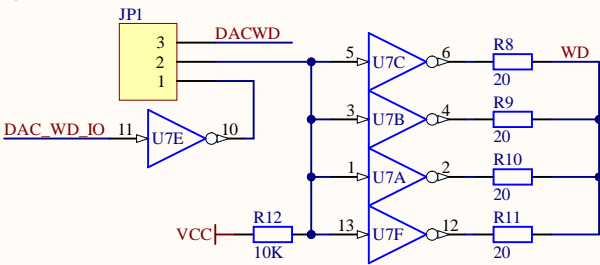 JP1
3 DACWD
2
1
DAC_WD_IO 11 U7E 10
5 U7C 6 R8 20 WD
3 U7B 4 R9 20
1 U7A 2 R10 20
VCC R12 10K 13 U7F 12 R11 20